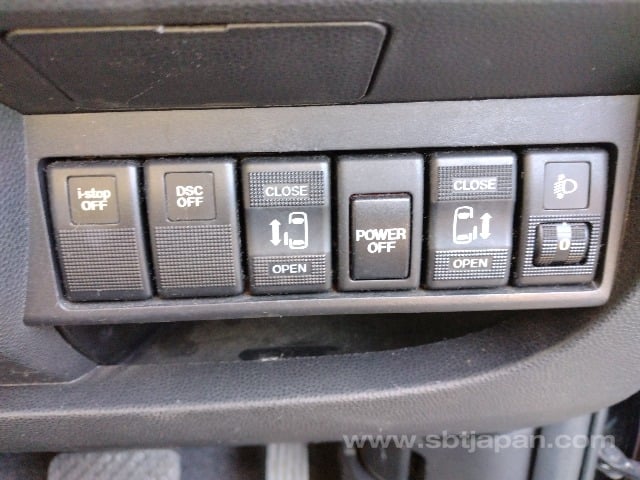 i-stop
OFF
DSC
OFF
CLOSE
OPEN
POWER
OFF
CLOSE
OPEN
0
www.sbtjapan.com